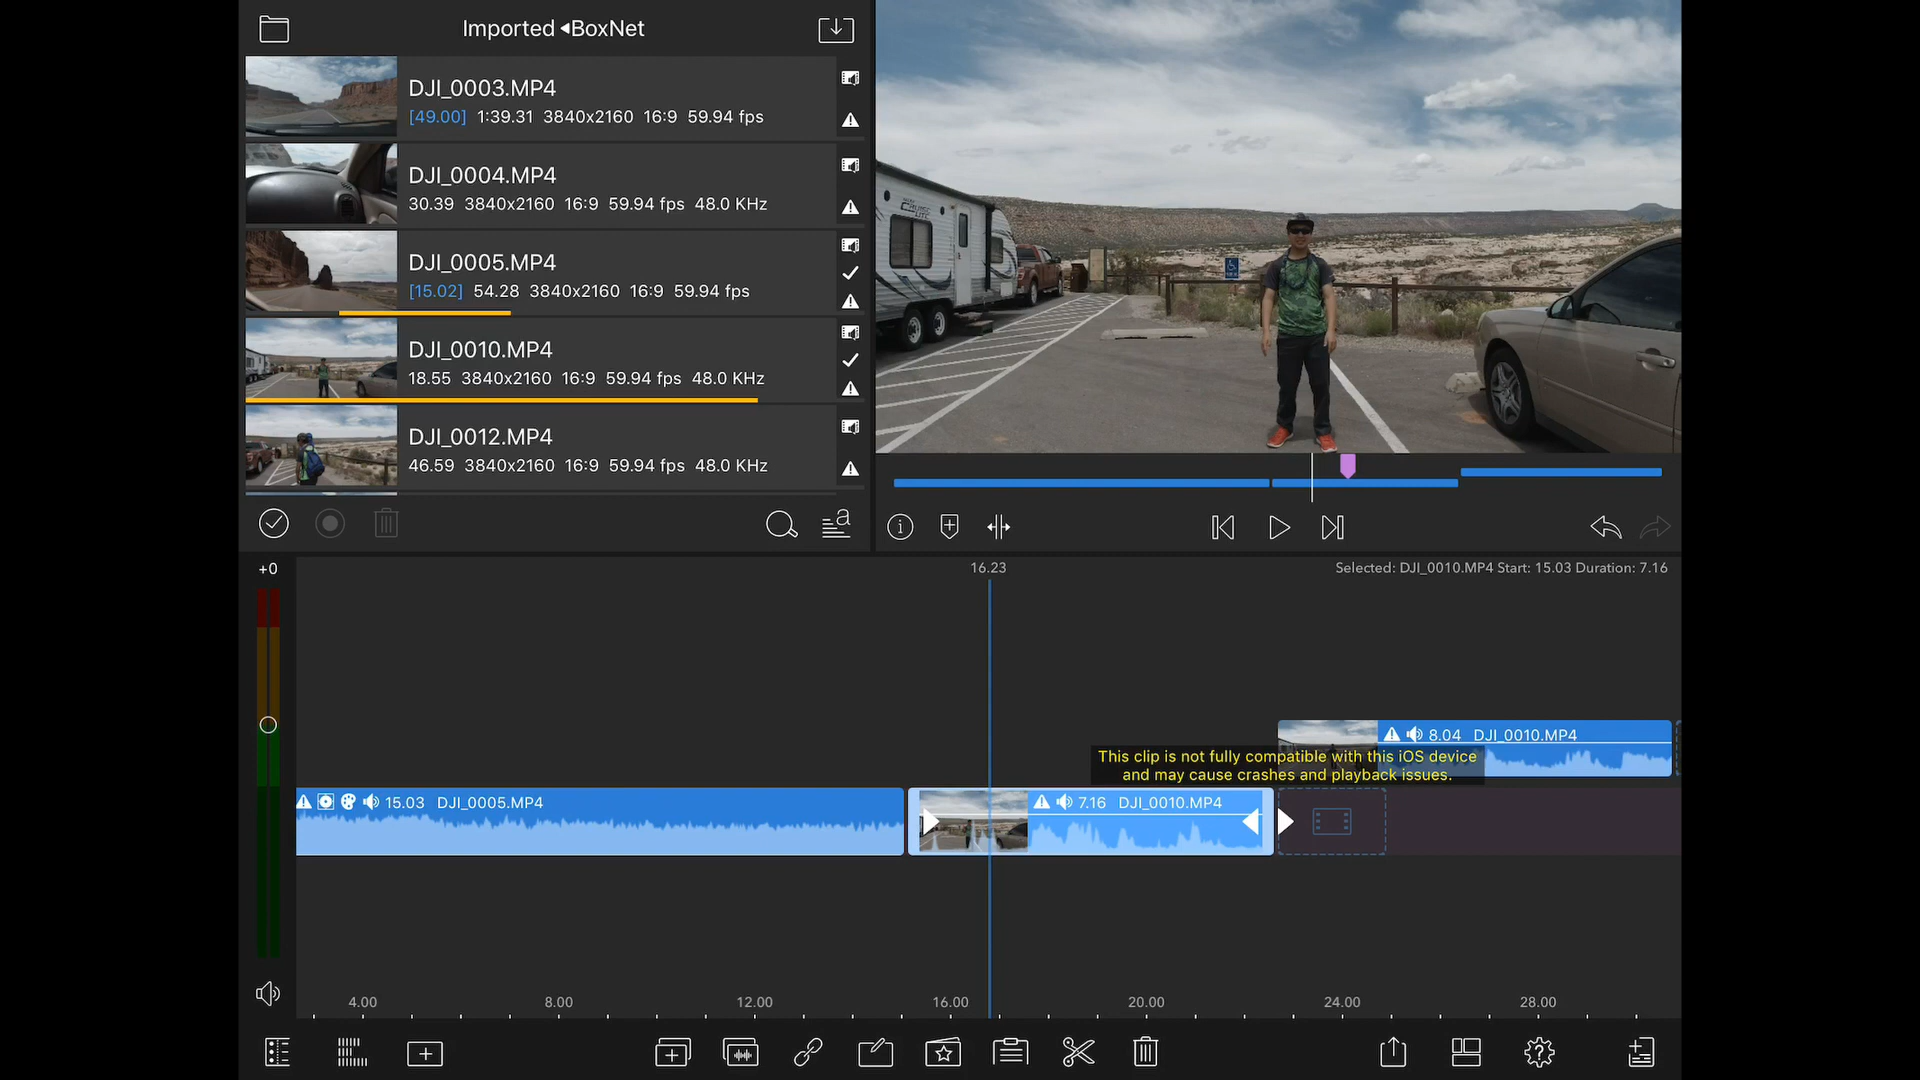 Imported ◂BoxNet
DJI_0003.MP4
[49.00] 1:39.31 3840x2160 16:9 59.94 fps
DJI_0004.MP4
30.39 3840x2160 16:9 59.94 fps 48.0 KHz
DJI_0005.MP4
[15.02] 54.28 3840x2160 16:9 59.94 fps
DJI_0010.MP4
18.55 3840x2160 16:9 59.94 fps 48.0 KHz
DJI_0012.MP4
46.59 3840x2160 16:9 59.94 fps 48.0 KHz
a
CRUISE LITE
+0
16.23
Selected: DJI_0010.MP4 Start: 15.03 Duration: 7.16
8.04 DJI_0010.MP4
This clip is not fully compatible with this iOS device
and may cause crashes and playback issues.
15.03 DJI_0005.MP4
7.16 DJI_0010.MP4
4.00 8.00 12.00 16.00 20.00 24.00 28.00